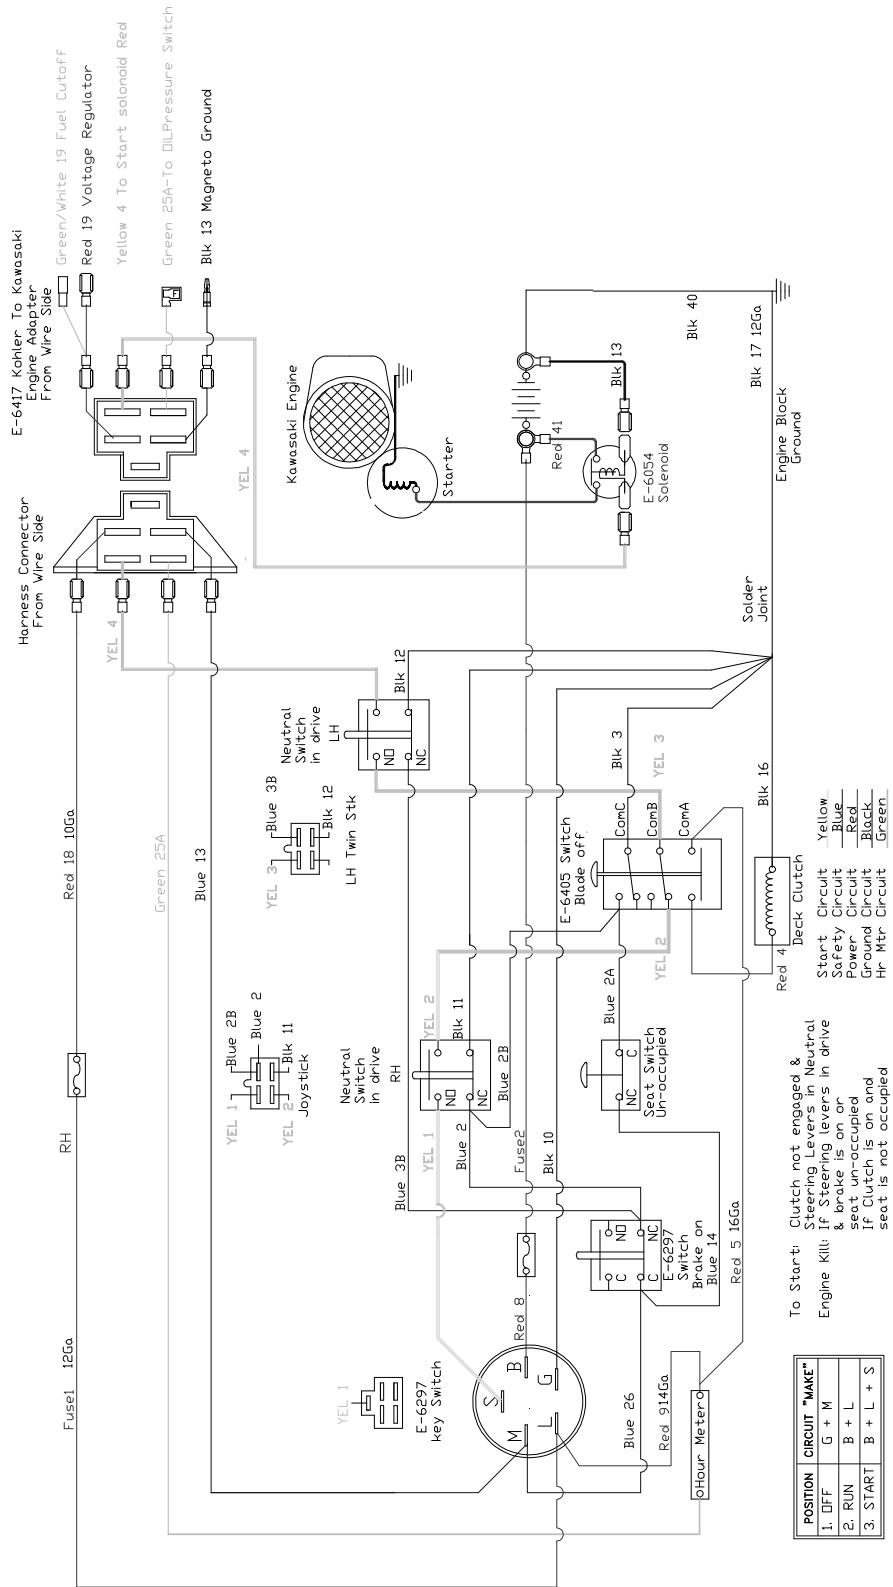 E-6417 Kohler To Kawasaki
Engine Adapter
From Wire Side
Green/White 19 Fuel Cutoff
Red 19 Voltage Regulator
Yellow 4 To Start solonoid Red
Green 25A-To OiLPressure Switch
Blk 13 Magneto Ground
Harness Connector
From Wire Side
YEL 4
YEL 4
Kawasaki Engine
Starter
Red 41
Blk 13
Blk 40
E-6054
Solenoid
Blk 17 12Ga
Engine Block
Ground
Solder
Joint
Red 18 10Ga
Green 25A
Blue 13
Neutral
Switch
in drive
LH
NO
NC
Blk 12
Blue 3B
YEL 3
Blk 12
LH Twin Stk
Blk 3
YEL 3
Blk 16
E-6405 Switch
Blade off
ComC
ComB
ComA
YEL 2
Red 4
Deck Clutch
RH
Fuse1 12Ga
Blue 2B
Blue 2
YEL 1
YEL 2
Blk 11
Joystick
Neutral
Switch
in drive
RH
NO
NC
YEL 2
Blk 11
YEL 1
Blue 2
Blue 2B
Blue 2A
Seat Switch
Un-occupied
NC
C
Blue 3B
Fuse2
Blk 10
Red 8
E-6297
Switch
Brake on
C
NO
C
NC
Blue 14
Red 5 16Ga
YEL 1
E-6297
key Switch
M
S
B
L
G
Blue 26
Red 914Ga
Hour Meter
Start Circuit Yellow
Safety Circuit Blue
Power Circuit Red
Ground Circuit Black
Hr Mtr Circuit Green
To Start: Clutch not engaged &
Steering Levers in Neutral
Engine Kill: If Steering levers in drive
& brake is on or
seat un-occupied
If Clutch is on and
seat is not occupied
POSITION CIRCUIT "MAKE"
1. OFF G + M
2. RUN B + L
3. START B + L + S